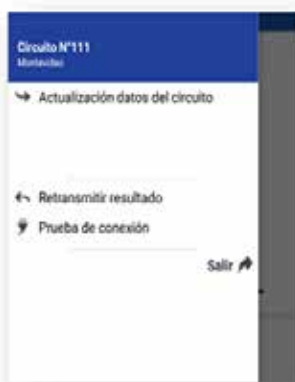 Circuito N°111
Montevideo
Actualización datos del circuito
Retransmitir resultado
Prueba de conexión
Salir